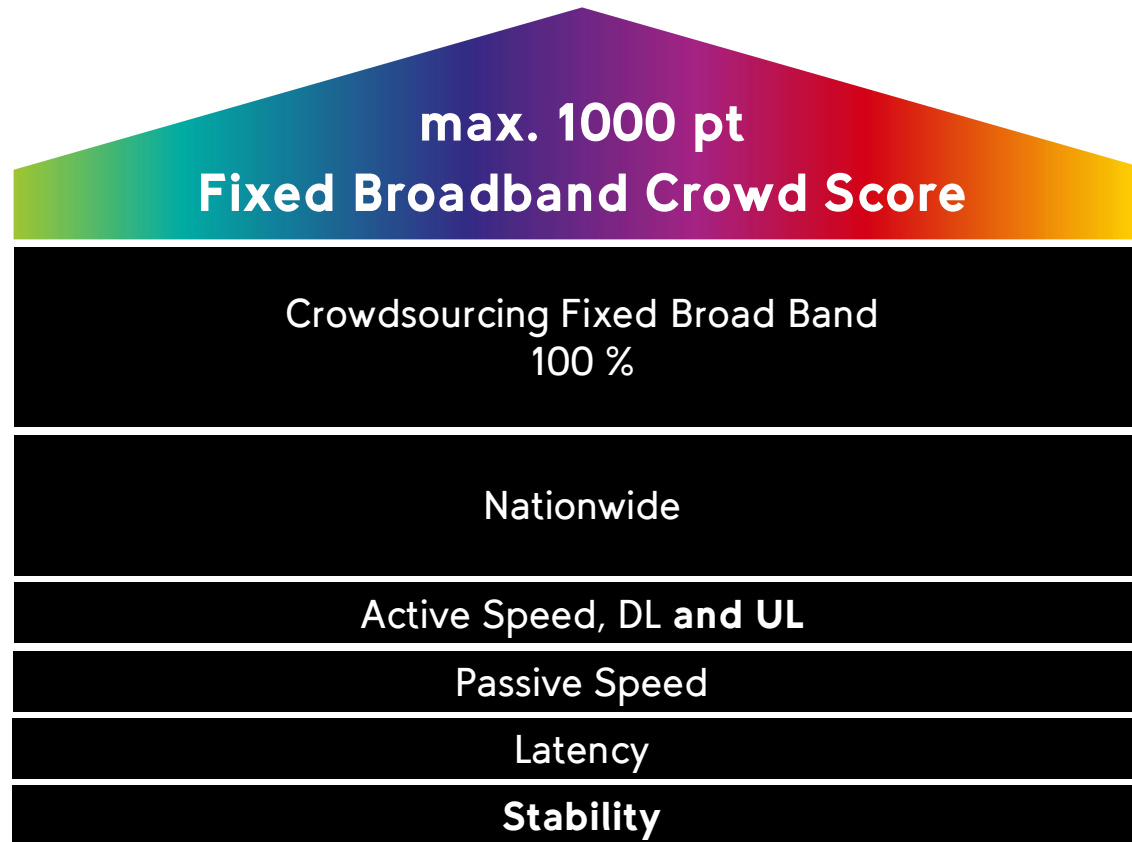 max. 1000 pt
Fixed Broadband Crowd Score
Crowdsourcing Fixed Broad Band
100 %
Nationwide
Active Speed, DL and UL
Passive Speed
Latency
Stability